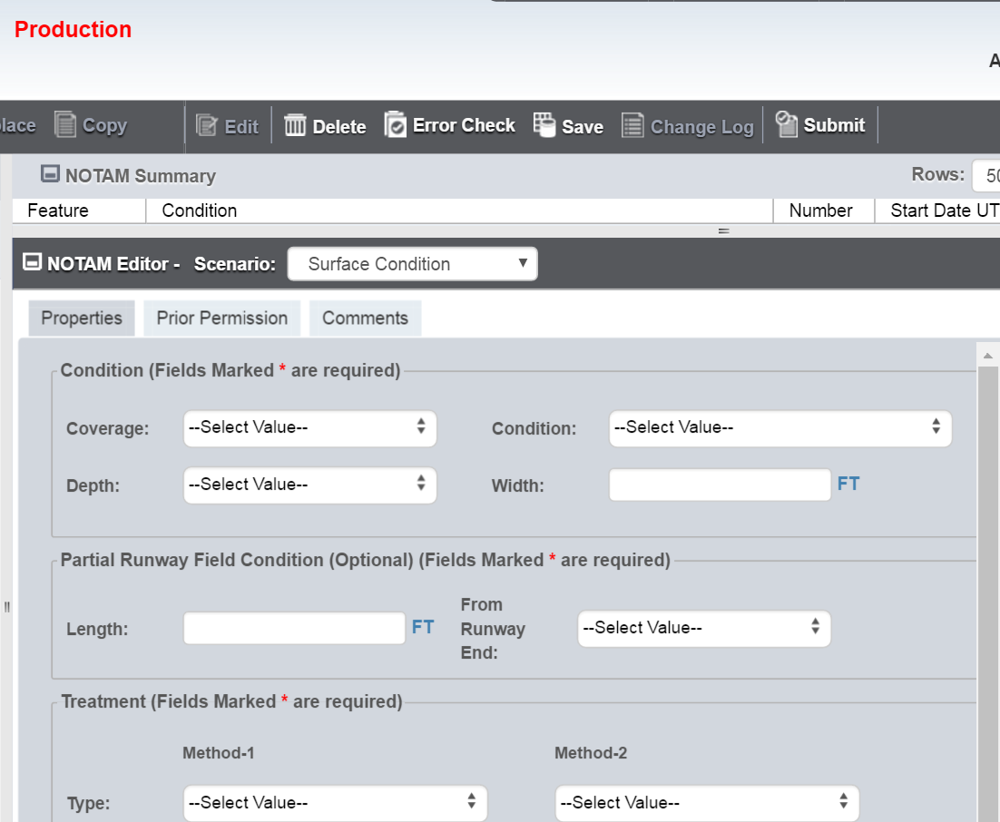 Production
A
lace Copy Edit Delete Error Check Save Change Log Submit
NOTAM Summary Rows: 50
Feature Condition Number Start Date UT
NOTAM Editor - Scenario: Surface Condition
Properties Prior Permission Comments
Condition (Fields Marked * are required)
Coverage: --Select Value-- Condition: --Select Value--
Depth: --Select Value-- Width: FT
Partial Runway Field Condition (Optional) (Fields Marked * are required)
Length: FT From Runway End: --Select Value--
Treatment (Fields Marked * are required)
Method-1 Method-2
Type: --Select Value-- --Select Value--